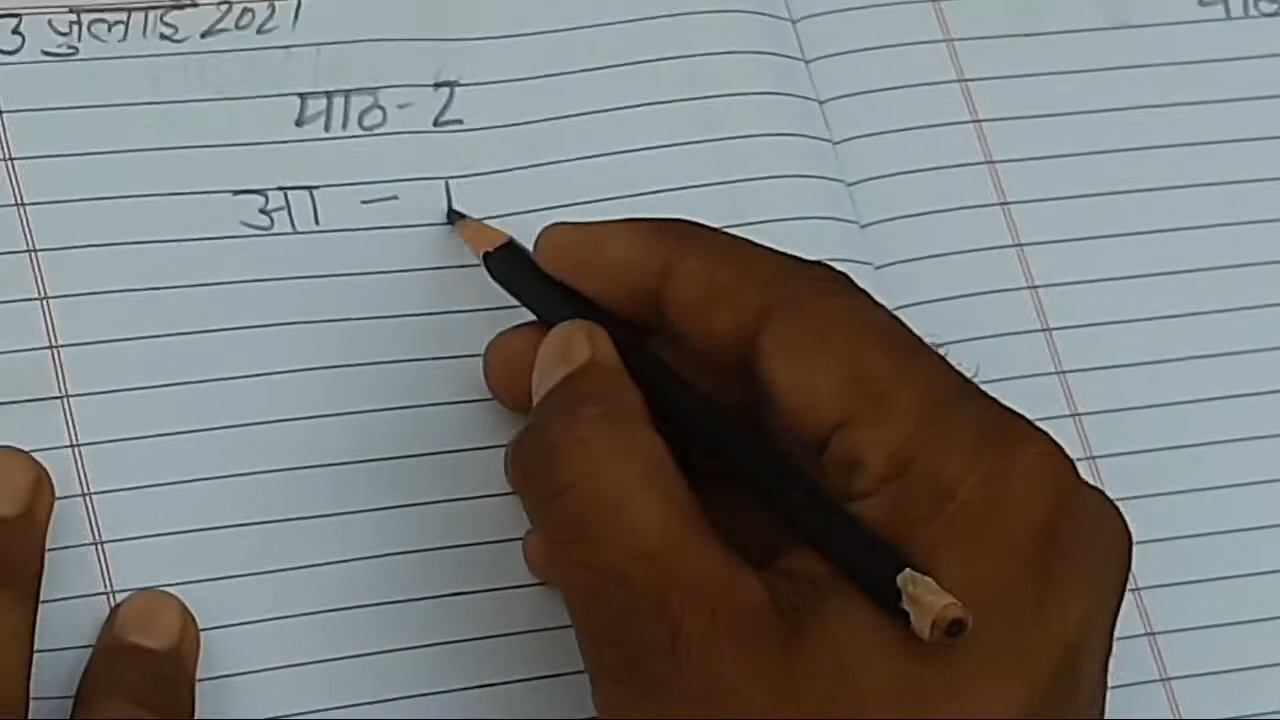 3 जुलाई 2021
पाठ - 2
आ - ा